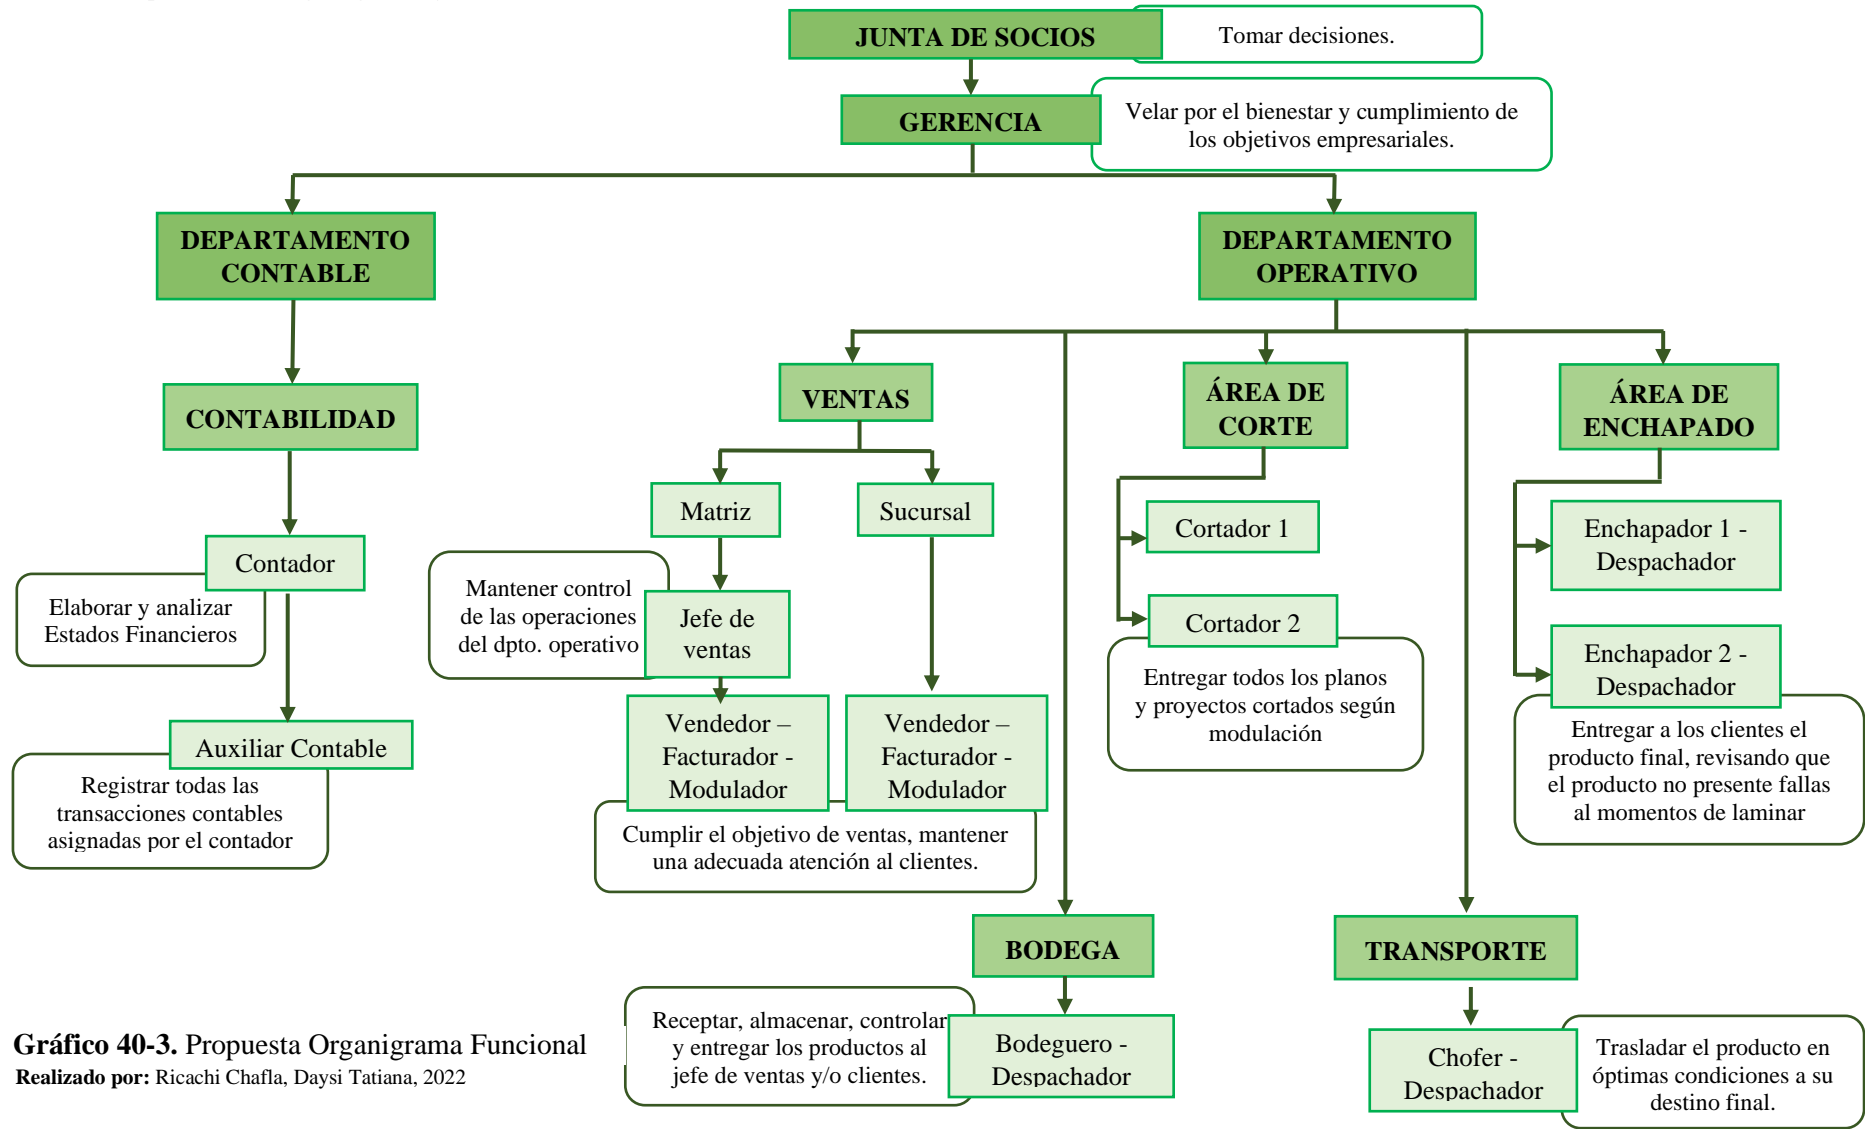 JUNTA DE SOCIOS
Tomar decisiones.
GERENCIA
Velar por el bienestar y cumplimiento de
los objetivos empresariales.
DEPARTAMENTO
CONTABLE
DEPARTAMENTO
OPERATIVO
CONTABILIDAD
VENTAS
ÁREA DE
CORTE
ÁREA DE
ENCHAPADO
Contador
Elaborar y analizar
Estados Financieros
Auxiliar Contable
Registrar todas las
transacciones contables
asignadas por el contador
Matriz
Sucursal
Mantener control
de las operaciones
del dpto. operativo
Jefe de
ventas
Vendedor –
Facturador -
Modulador
Vendedor –
Facturador -
Modulador
Cumplir el objetivo de ventas, mantener
una adecuada atención al clientes.
Cortador 1
Cortador 2
Entregar todos los planos
y proyectos cortados según
modulación
Enchapador 1 -
Despachador
Enchapador 2 -
Despachador
Entregar a los clientes el
producto final, revisando que
el producto no presente fallas
al momentos de laminar
BODEGA
Receptar, almacenar, controlar
y entregar los productos al
jefe de ventas y/o clientes.
Bodeguero -
Despachador
TRANSPORTE
Chofer -
Despachador
Trasladar el producto en
óptimas condiciones a su
destino final.
Gráfico 40-3. Propuesta Organigrama Funcional
Realizado por: Ricachi Chafla, Daysi Tatiana, 2022